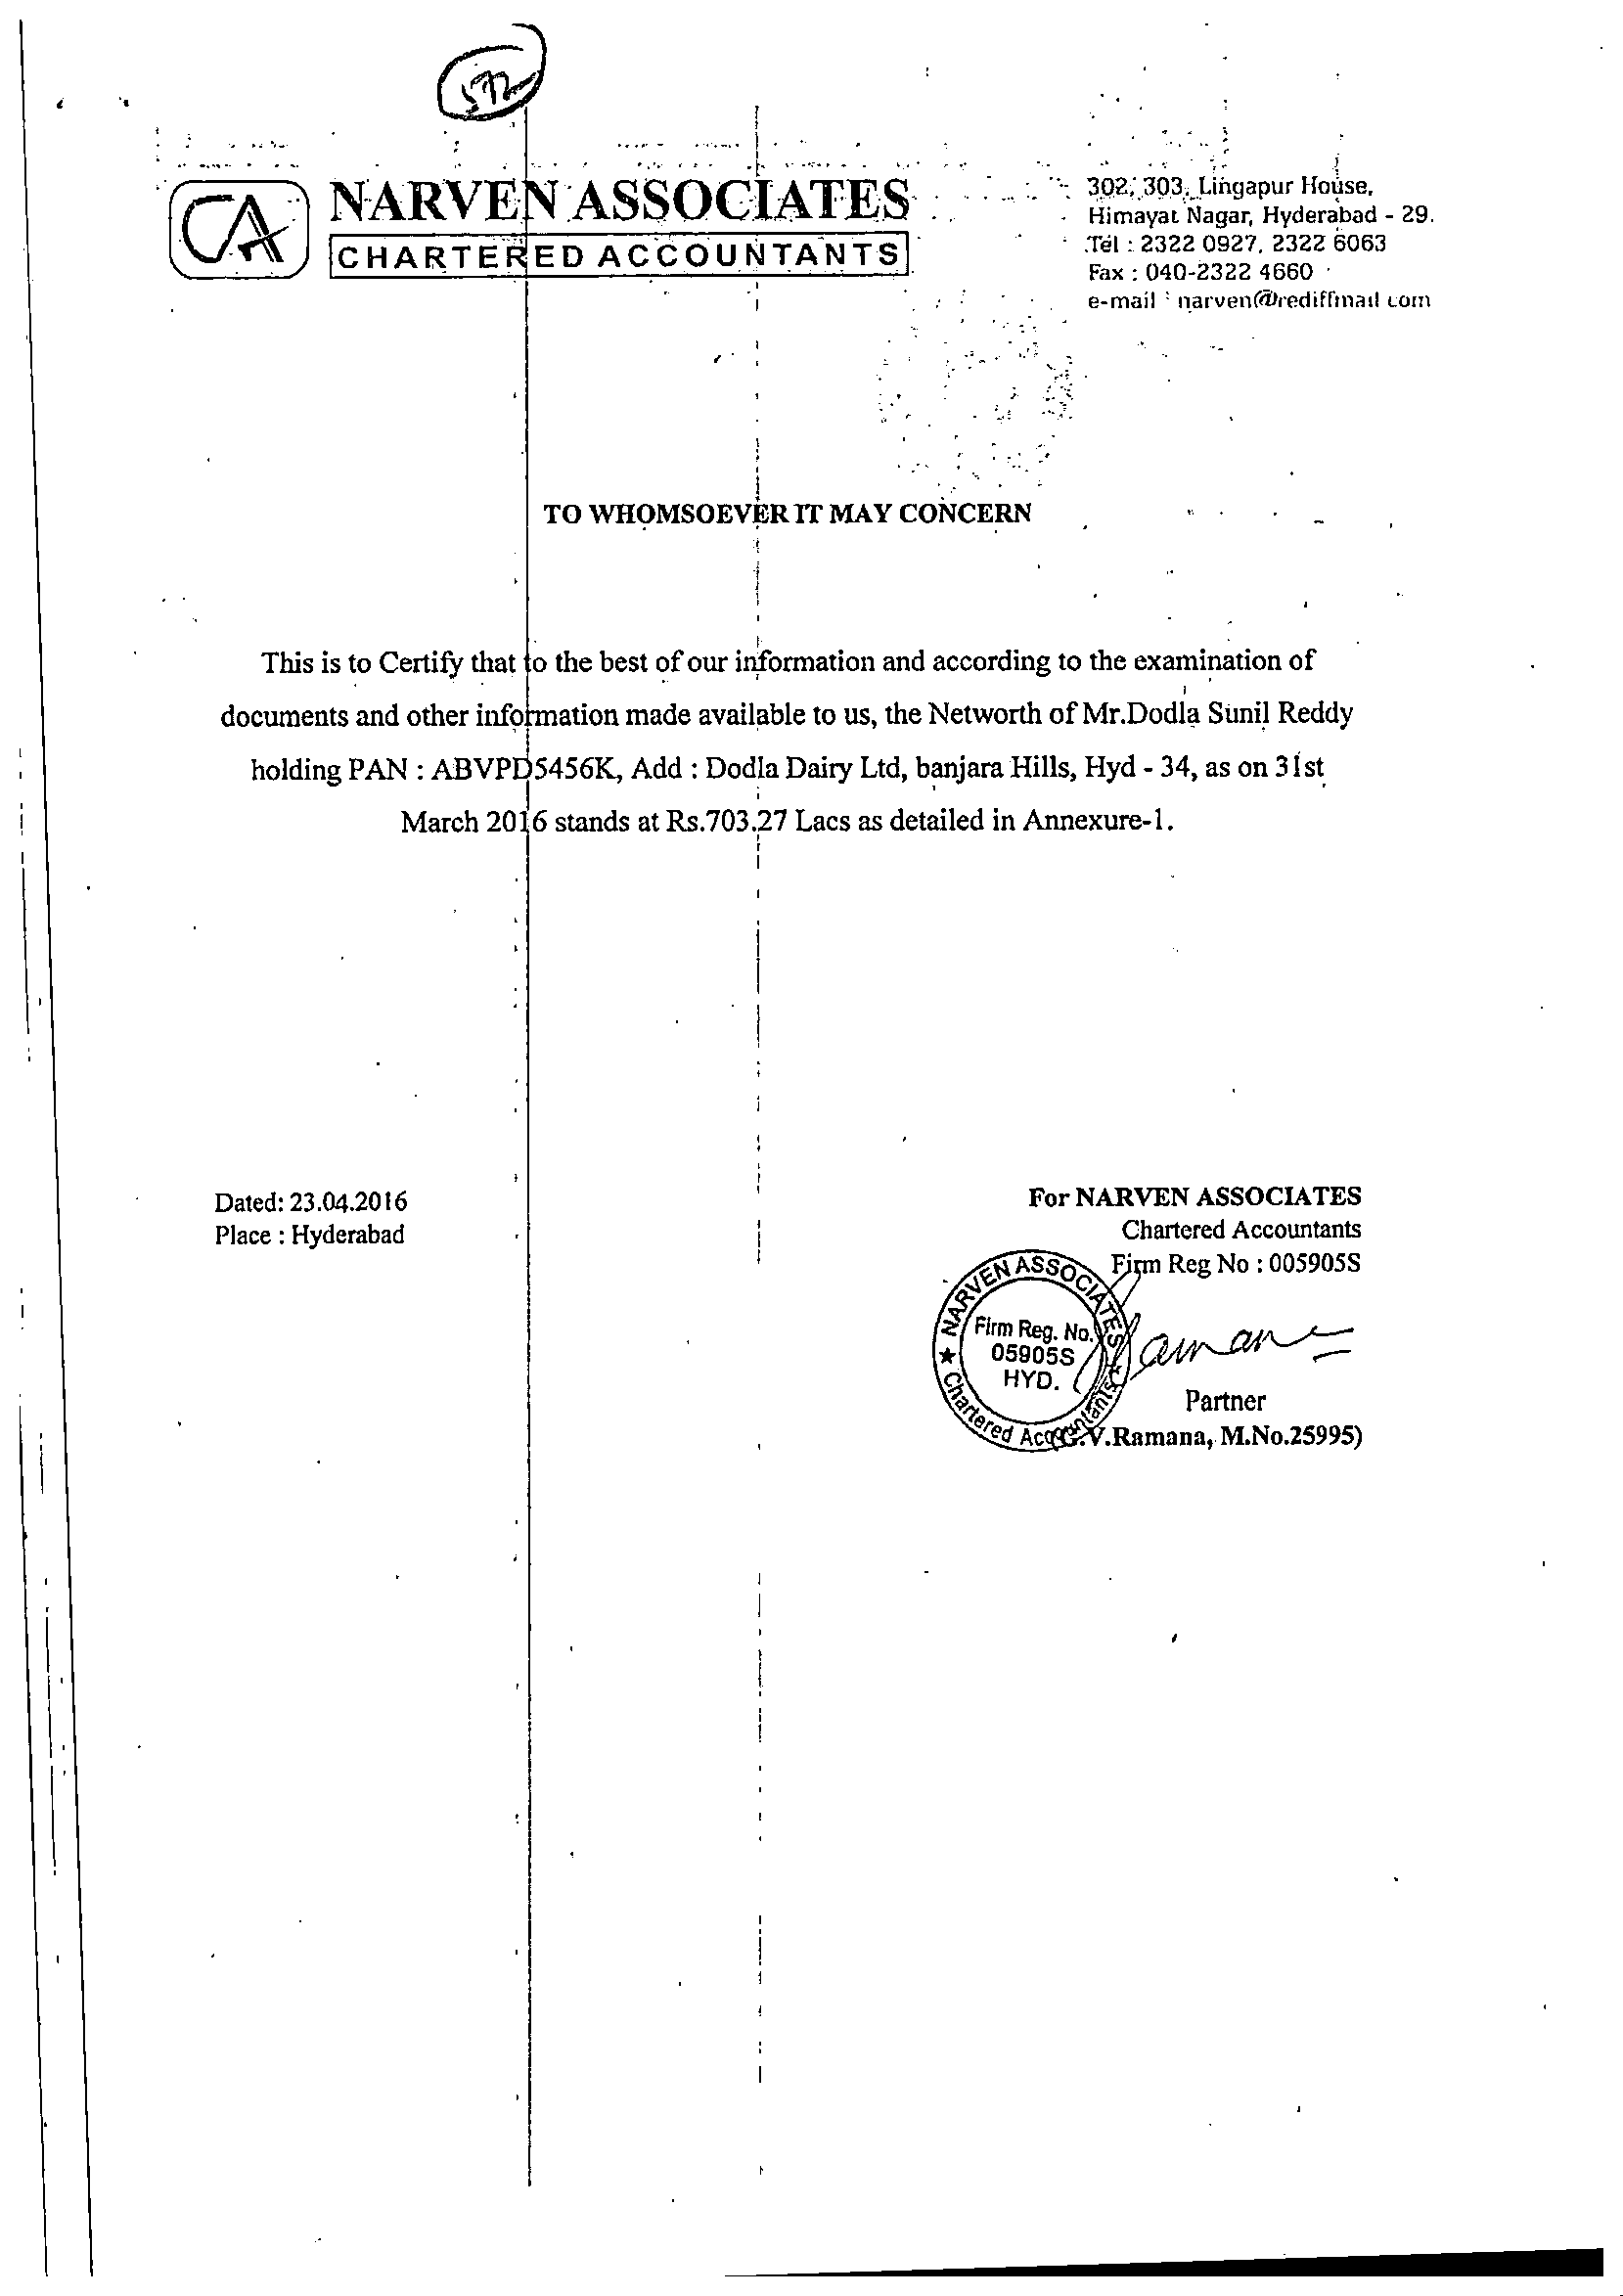 592
CA
NARVEN ASSOCIATES
CHARTERED ACCOUNTANTS
302, 303, Lingapur House,
Himayat Nagar, Hyderabad - 29.
Tel : 2322 0927, 2322 6063
Fax : 040-2322 4660
e-mail : narven@rediffmail.com
TO WHOMSOEVER IT MAY CONCERN
This is to Certify that to the best of our information and according to the examination of
documents and other information made available to us, the Networth of Mr.Dodla Sunil Reddy
holding PAN : ABVPD5456K, Add : Dodla Dairy Ltd, banjara Hills, Hyd - 34, as on 31st
March 2016 stands at Rs.703.27 Lacs as detailed in Annexure-1.
Dated: 23.04.2016
Place : Hyderabad
For NARVEN ASSOCIATES
Chartered Accountants
Firm Reg No : 005905S
NARVEN ASSOCIATES
Firm Reg. No.
05905S
HYD.
Chartered Accountants
Ramana
Partner
(G.V.Ramana, M.No.25995)